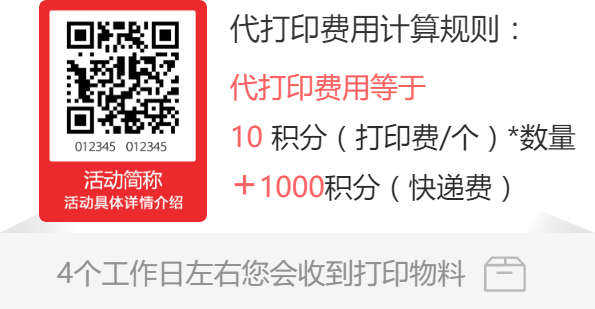 012345 012345
活动简称
活动具体详情介绍
代打印费用计算规则：
代打印费用等于
10 积分（打印费/个）*数量
+1000积分（快递费）
4个工作日左右您会收到打印物料